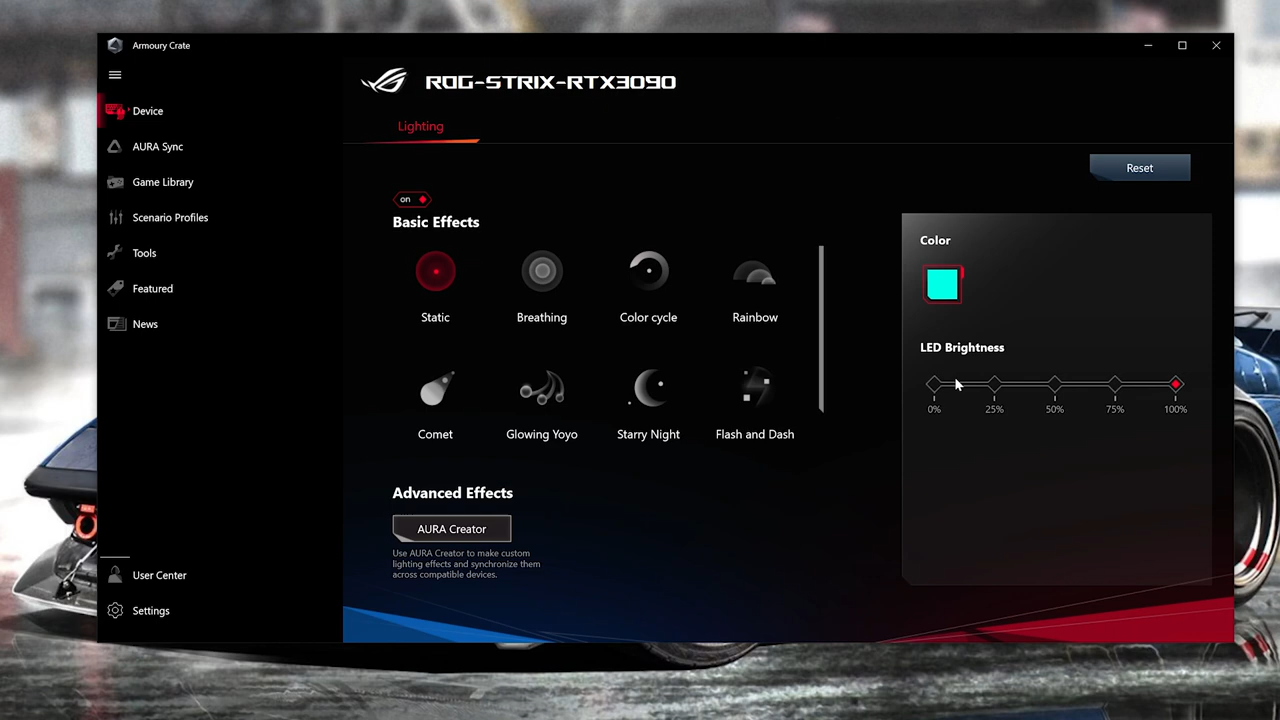 Armoury Crate
ROG-STRIX-RTX3090
Device
AURA Sync
Game Library
Scenario Profiles
Tools
Featured
News
User Center
Settings
Lighting
Reset
on
Basic Effects
Static
Breathing
Color cycle
Rainbow
Comet
Glowing Yoyo
Starry Night
Flash and Dash
Advanced Effects
AURA Creator
Use AURA Creator to make custom
lighting effects and synchronize them
across compatible devices.
Color
LED Brightness
0%
25%
50%
75%
100%